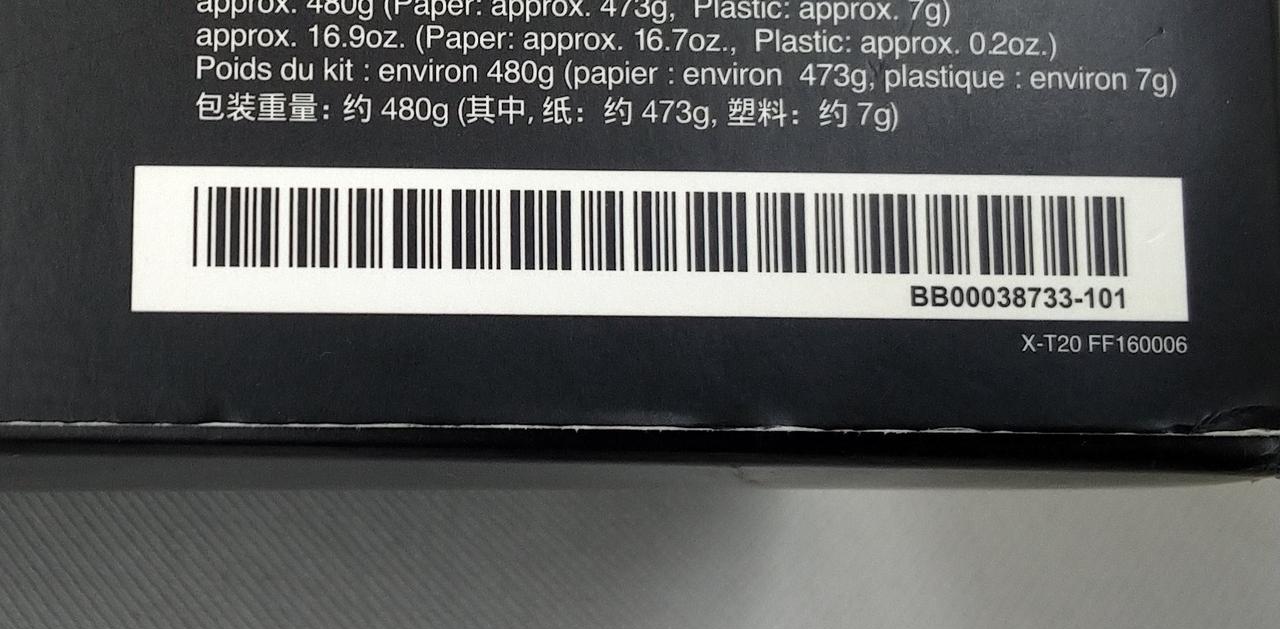 approx. 480g (Paper: approx. 473g, Plastic: approx. 7g)
approx. 16.9oz. (Paper: approx. 16.7oz., Plastic: approx. 0.2oz.)
Poids du kit : environ 480g (papier : environ 473g, plastique : environ 7g)
包装重量: 约 480g (其中, 纸: 约 473g, 塑料: 约 7g)
BB00038733-101
X-T20 FF160006